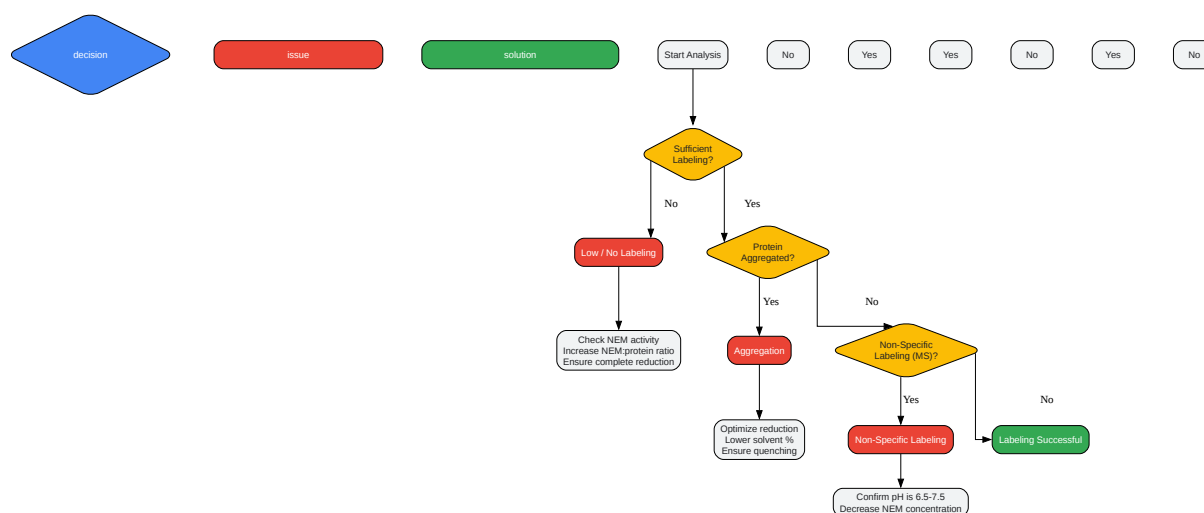 decision
issue
solution
Start Analysis
No
Yes
Yes
No
Yes
No
Sufficient
Labeling?
No
Yes
Low / No Labeling
Protein
Aggregated?
Yes
No
Check NEM activity
Increase NEM:protein ratio
Ensure complete reduction
Aggregation
Non-Specific
Labeling (MS)?
Yes
No
Optimize reduction
Lower solvent %
Ensure quenching
Non-Specific Labeling
Labeling Successful
Confirm pH is 6.5-7.5
Decrease NEM concentration